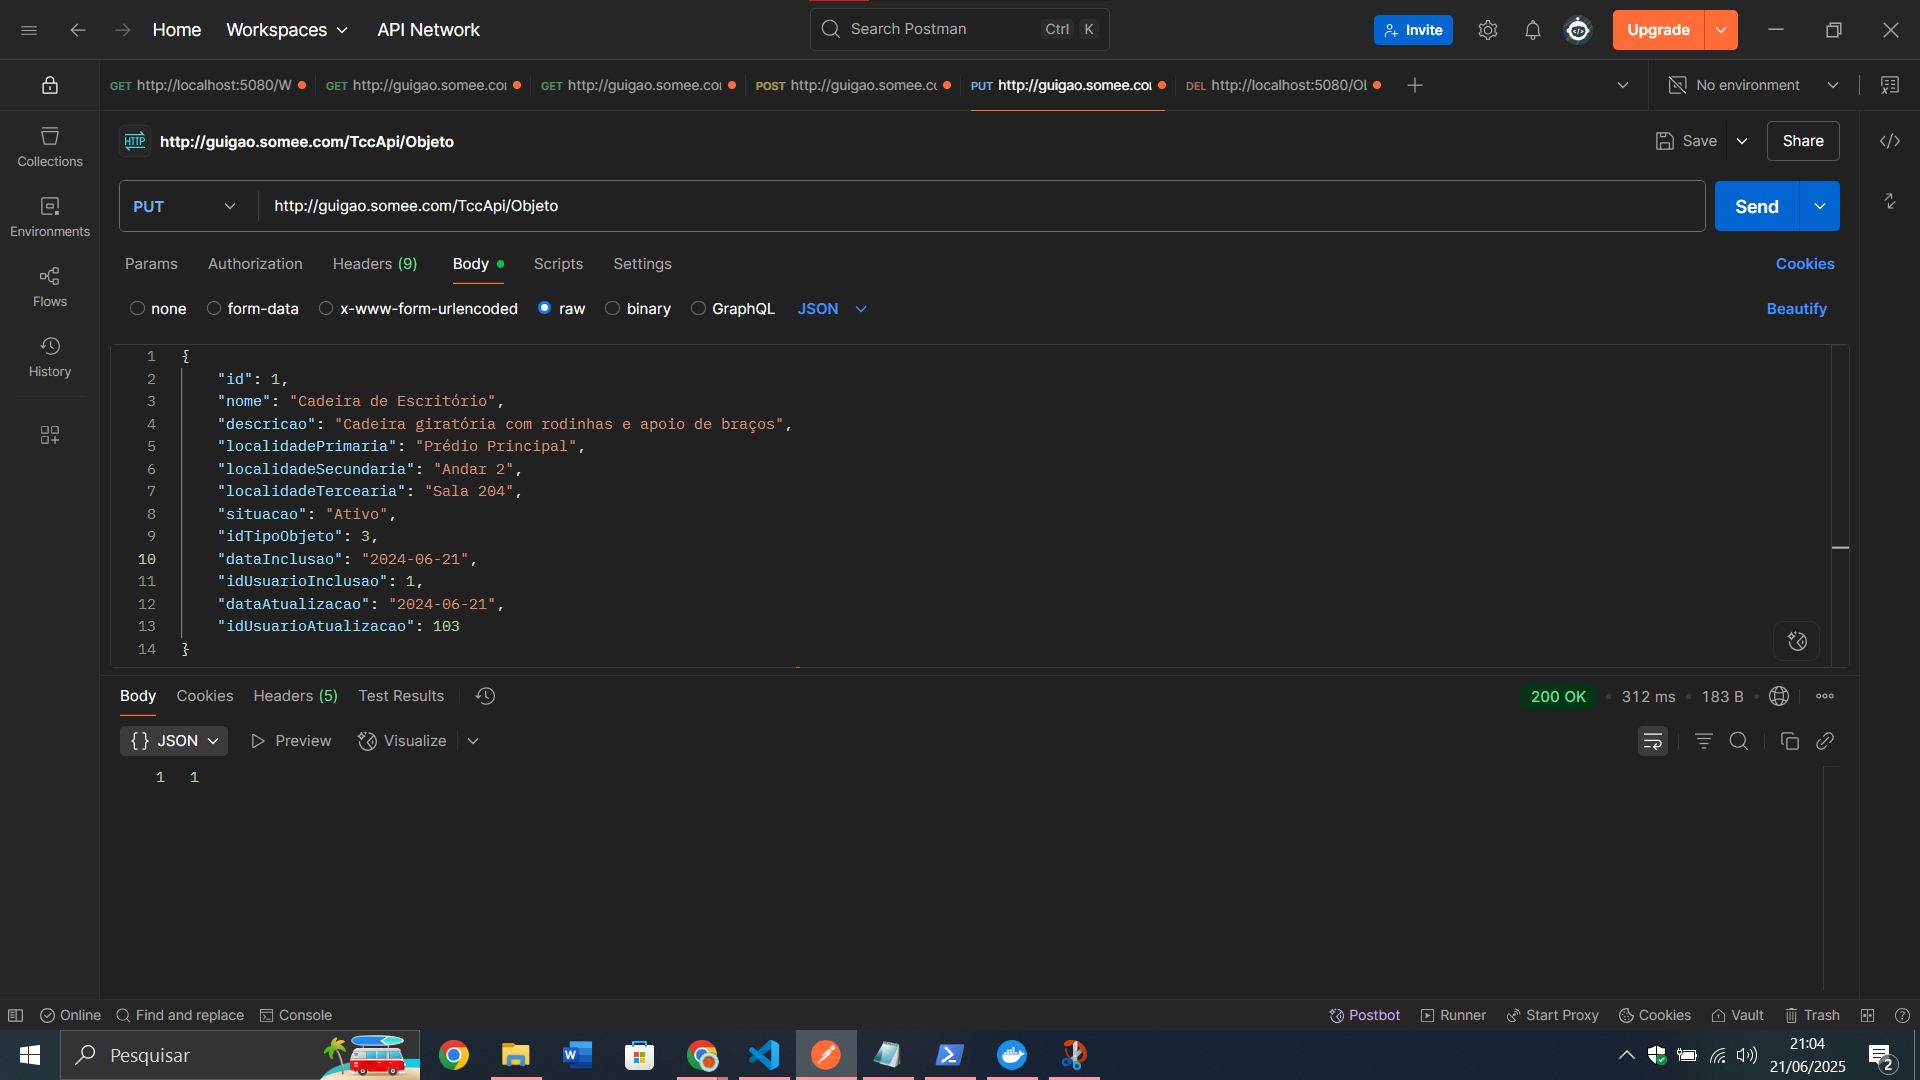 Home Workspaces API Network Search Postman Ctrl K Invite Upgrade
GET http://localhost:5080/W GET http://guigao.somee.co GET http://guigao.somee.co POST http://guigao.somee.c PUT http://guigao.somee.co DEL http://localhost:5080/O No environment
HTTP http://guigao.somee.com/TccApi/Objeto Save Share
PUT http://guigao.somee.com/TccApi/Objeto Send
Params Authorization Headers (9) Body Scripts Settings Cookies
none form-data x-www-form-urlencoded raw binary GraphQL JSON Beautify
Collections
Environments
Flows
History
1 {
2 "id": 1,
3 "nome": "Cadeira de Escritório",
4 "descricao": "Cadeira giratória com rodinhas e apoio de braços",
5 "localidadePrimaria": "Prédio Principal",
6 "localidadeSecundaria": "Andar 2",
7 "localidadeTercearia": "Sala 204",
8 "situacao": "Ativo",
9 "idTipoObjeto": 3,
10 "dataInclusao": "2024-06-21",
11 "idUsuarioInclusao": 1,
12 "dataAtualizacao": "2024-06-21",
13 "idUsuarioAtualizacao": 103
14 }
Body Cookies Headers (5) Test Results 200 OK 312 ms 183 B
{} JSON Preview Visualize
1 1
Online Find and replace Console Postbot Runner Start Proxy Cookies Vault Trash
Pesquisar 21:04
21/06/2025 2